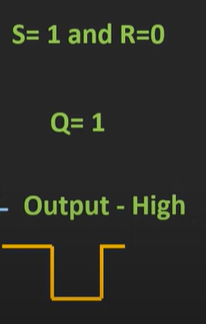 S= 1 and R=0
Q= 1
Output - High